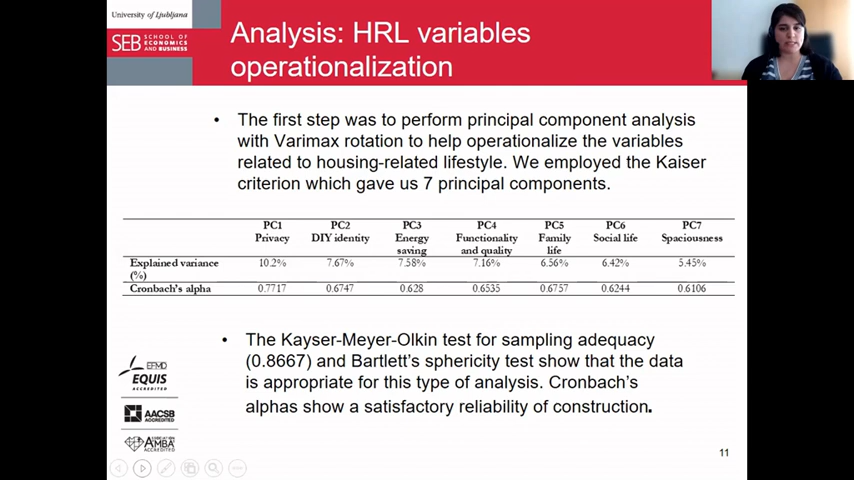 University of Ljubljana
SEB SCHOOL OF
ECONOMICS
AND BUSINESS
Analysis: HRL variables
operationalization
• The first step was to perform principal component analysis
with Varimax rotation to help operationalize the variables
related to housing-related lifestyle. We employed the Kaiser
criterion which gave us 7 principal components.
PC1 PC2 PC3 PC4 PC5 PC6 PC7
Privacy DIY identity Energy Functionality Family Social life Spaciousness
saving and quality life
Explained variance 10.2% 7.67% 7.58% 7.16% 6.56% 6.42% 5.45%
(%)
Cronbach's alpha 0.7717 0.6747 0.628 0.6535 0.6757 0.6244 0.6106
• The Kayser-Meyer-Olkin test for sampling adequacy
(0.8667) and Bartlett's sphericity test show that the data
is appropriate for this type of analysis. Cronbach's
alphas show a satisfactory reliability of construction.
EFMD
EQUIS
ACCREDITED
AACSB
ACCREDITED
ASSOCIATION
AMBA
ACCREDITED
11